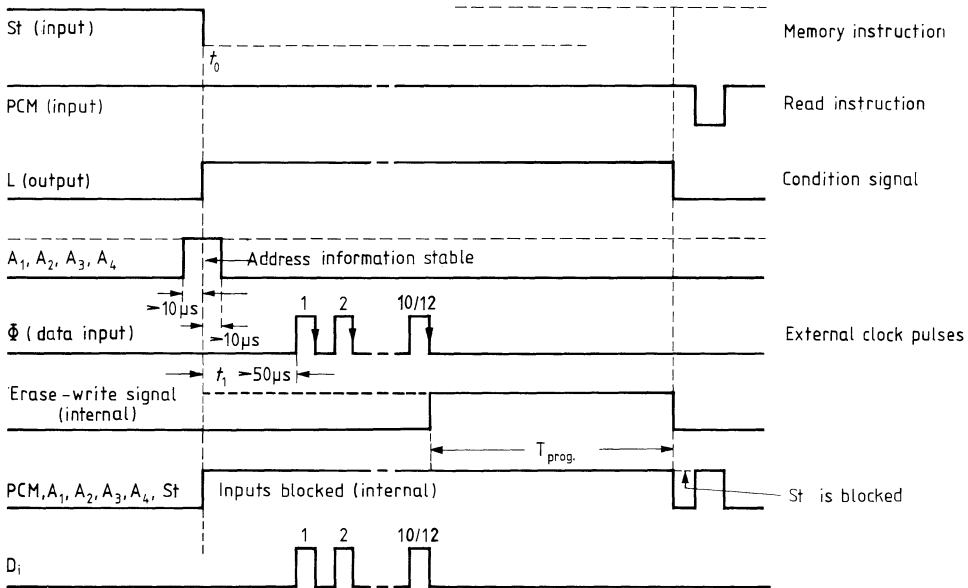 St (input)
Memory instruction
t₀
PCM (input)
Read instruction
L (output)
Condition signal
A₁, A₂, A₃, A₄
Address information stable
>10µs
1 2 10/12
Φ (data input)
>10µs
External clock pulses
t₁ >50µs
Erase-write signal
(internal)
T prog.
PCM, A₁, A₂, A₃, A₄, St
Inputs blocked (internal)
St is blocked
1 2 10/12
Dᵢ